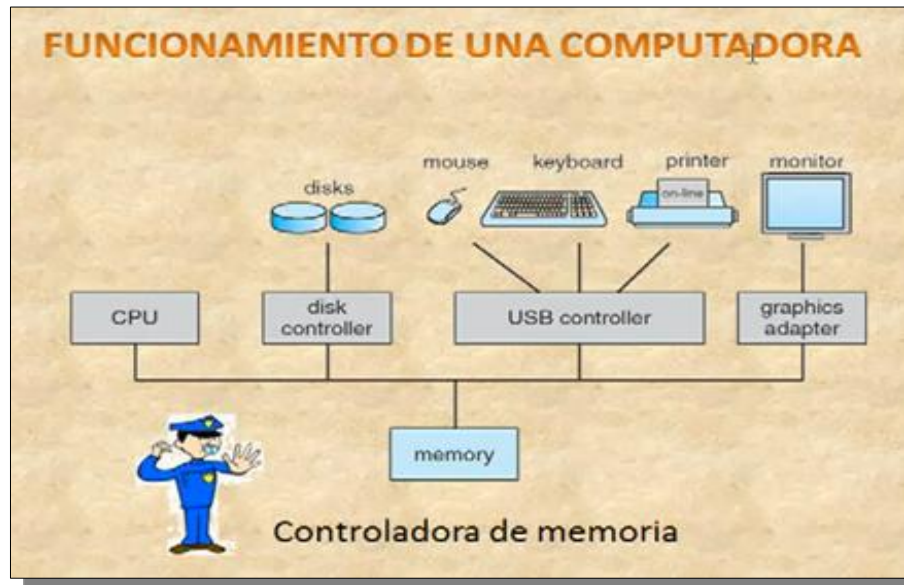 FUNCIONAMIENTO DE UNA COMPUTADORA
mouse keyboard printer monitor
disks
on-line
CPU
disk
controller
USB controller
graphics
adapter
memory
Controladora de memoria